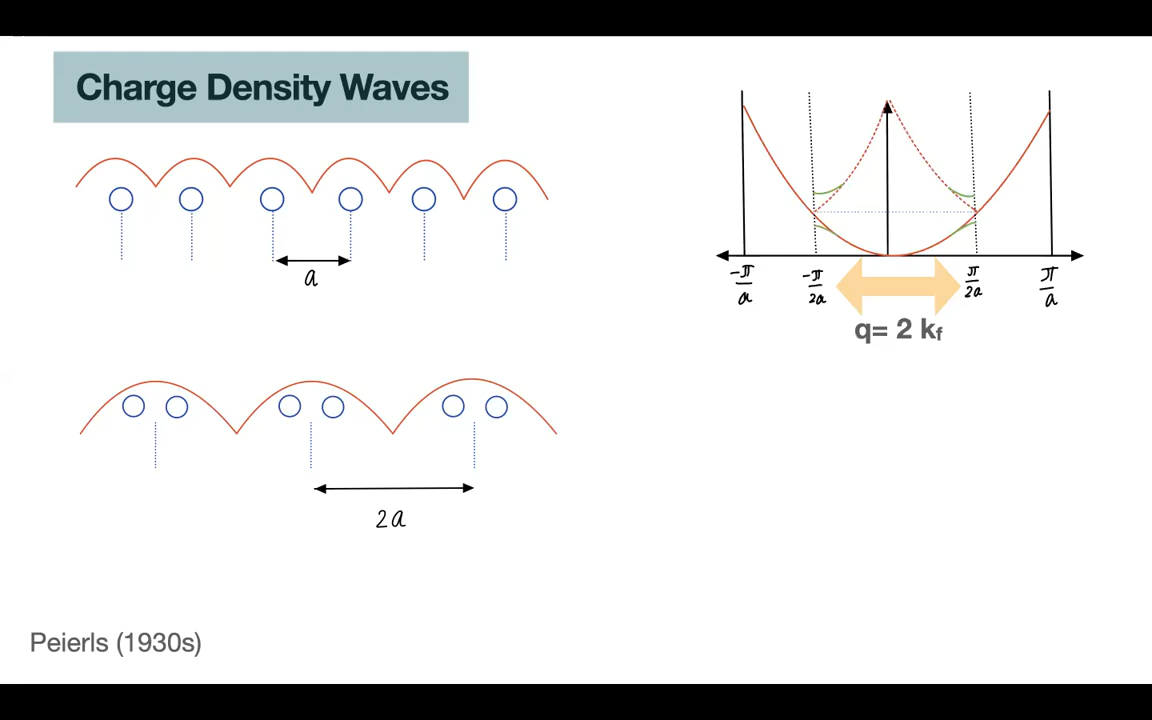 Charge Density Waves
a
2a
-π/a
-π/2a
π/2a
π/a
q= 2 kf
Peierls (1930s)